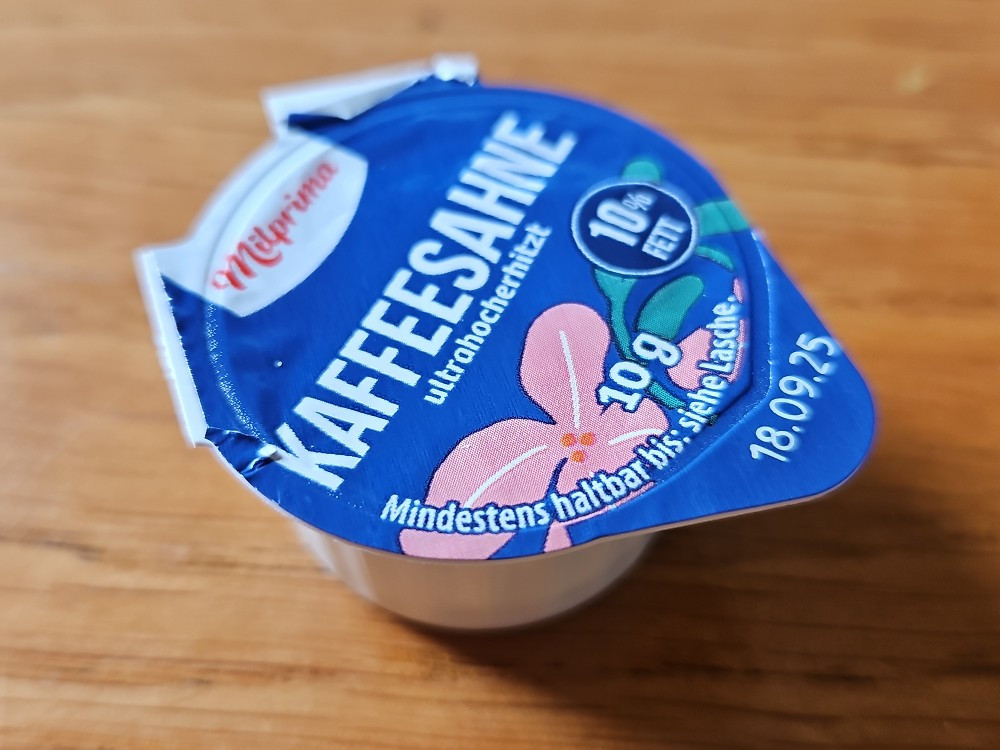 Milprima
KAFFEESAHNE
ultrahocherhitzt
10%
FETT
10 g
Mindestens haltbar bis: siehe Lasche.
18.09.25